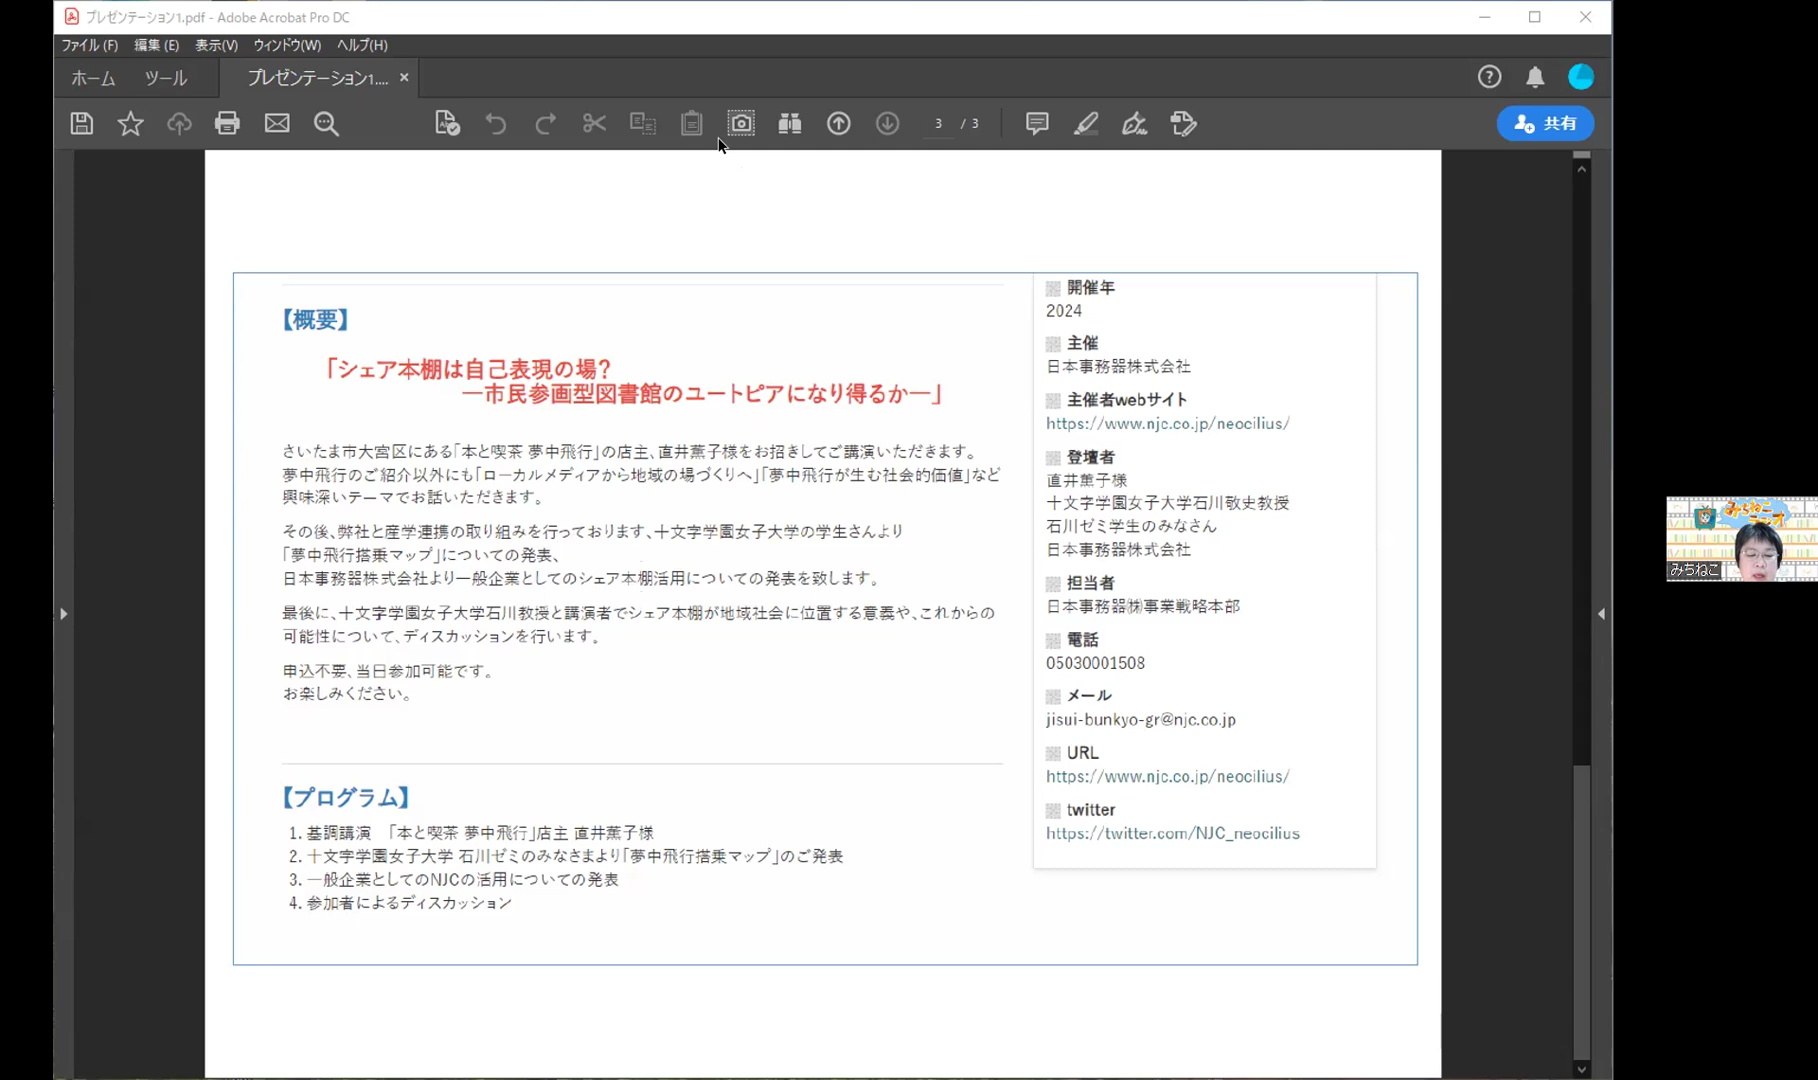 プレゼンテーション1.pdf - Adobe Acrobat Pro DC
ファイル(F) 編集(E) 表示(V) ウィンドウ(W) ヘルプ(H)
ホーム ツール プレゼンテーション1.... ×
3 / 3
共有
【概要】
「シェア本棚は自己表現の場?
―市民参画型図書館のユートピアになり得るか―」
さいたま市大宮区にある「本と喫茶 夢中飛行」の店主、直井薫子様をお招きしてご講演いただきます。
夢中飛行のご紹介以外にも「ローカルメディアから地域の場づくりへ」「夢中飛行が生む社会的価値」など
興味深いテーマでお話いただきます。
その後、弊社と産学連携の取り組みを行っております、十文字学園女子大学の学生さんより
「夢中飛行搭乗マップ」についての発表、
日本事務器株式会社より一般企業としてのシェア本棚活用についての発表を致します。
最後に、十文字学園女子大学石川教授と講演者でシェア本棚が地域社会に位置する意義や、これからの
可能性について、ディスカッションを行います。
申込不要、当日参加可能です。
お楽しみください。
【プログラム】
1. 基調講演 「本と喫茶 夢中飛行」店主 直井薫子様
2. 十文字学園女子大学 石川ゼミのみなさまより「夢中飛行搭乗マップ」のご発表
3. 一般企業としてのNJCの活用についての発表
4. 参加者によるディスカッション
開催年
2024
主催
日本事務器株式会社
主催者webサイト
https://www.njc.co.jp/neocilius/
登壇者
直井薫子様
十文字学園女子大学石川敬史教授
石川ゼミ学生のみなさん
日本事務器株式会社
担当者
日本事務器㈱事業戦略本部
電話
05030001508
メール
jisui-bunkyo-gr@njc.co.jp
URL
https://www.njc.co.jp/neocilius/
twitter
https://twitter.com/NJC_neocilius
みちねこ
ラジオ
みちねこ